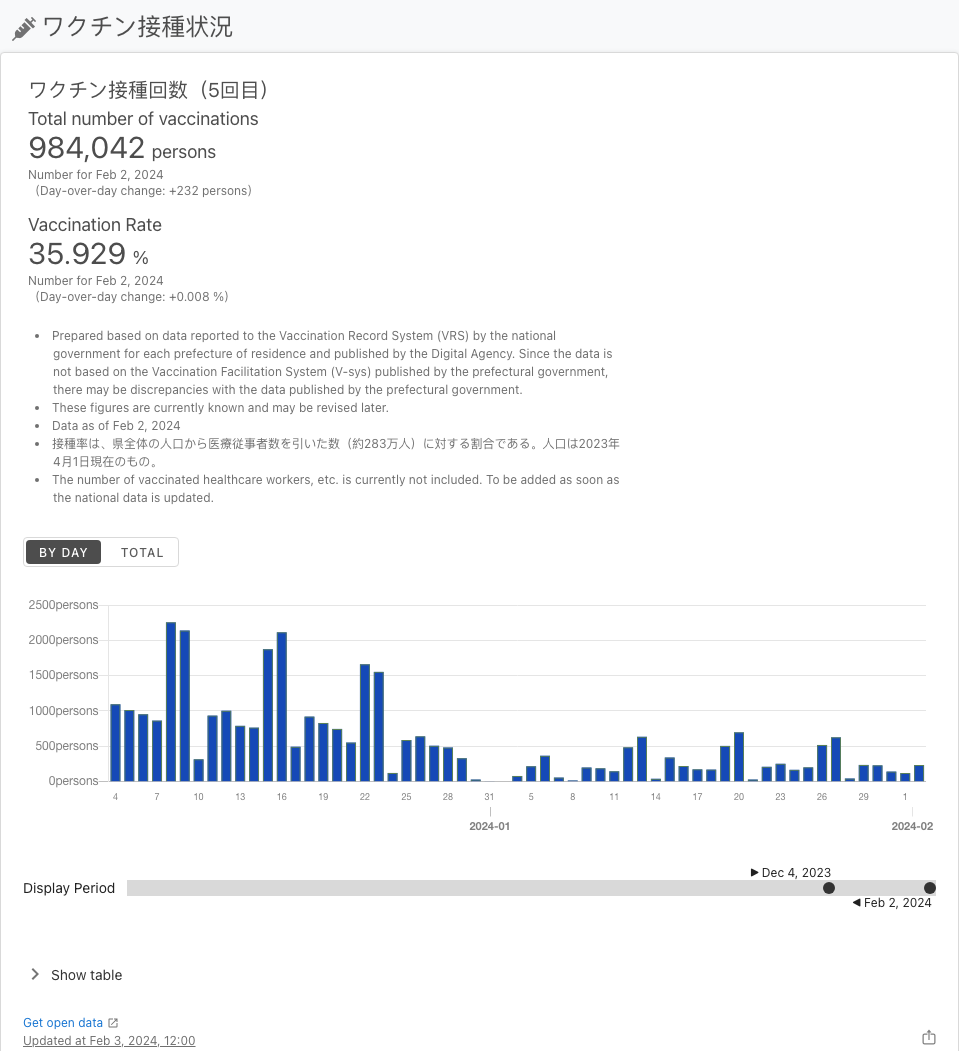 ワクチン接種状況
ワクチン接種回数（5回目）
Total number of vaccinations
984,042 persons
Number for Feb 2, 2024
（Day-over-day change: +232 persons）
Vaccination Rate
35.929 %
Number for Feb 2, 2024
（Day-over-day change: +0.008 %）
• Prepared based on data reported to the Vaccination Record System (VRS) by the national
government for each prefecture of residence and published by the Digital Agency. Since the data is
not based on the Vaccination Facilitation System (V-sys) published by the prefectural government,
there may be discrepancies with the data published by the prefectural government.
• These figures are currently known and may be revised later.
• Data as of Feb 2, 2024
• 接種率は、県全体の人口から医療従事者数を引いた数（約283万人）に対する割合である。人口は2023年
4月1日現在のもの。
• The number of vaccinated healthcare workers, etc. is currently not included. To be added as soon as
the national data is updated.
BY DAY TOTAL
2500persons
2000persons
1500persons
1000persons
500persons
0persons
4 7 10 13 16 19 22 25 28 31 5 8 11 14 17 20 23 26 29 1
2024-01 2024-02
▶ Dec 4, 2023
Display Period
◀ Feb 2, 2024
Show table
Get open data
Updated at Feb 3, 2024, 12:00